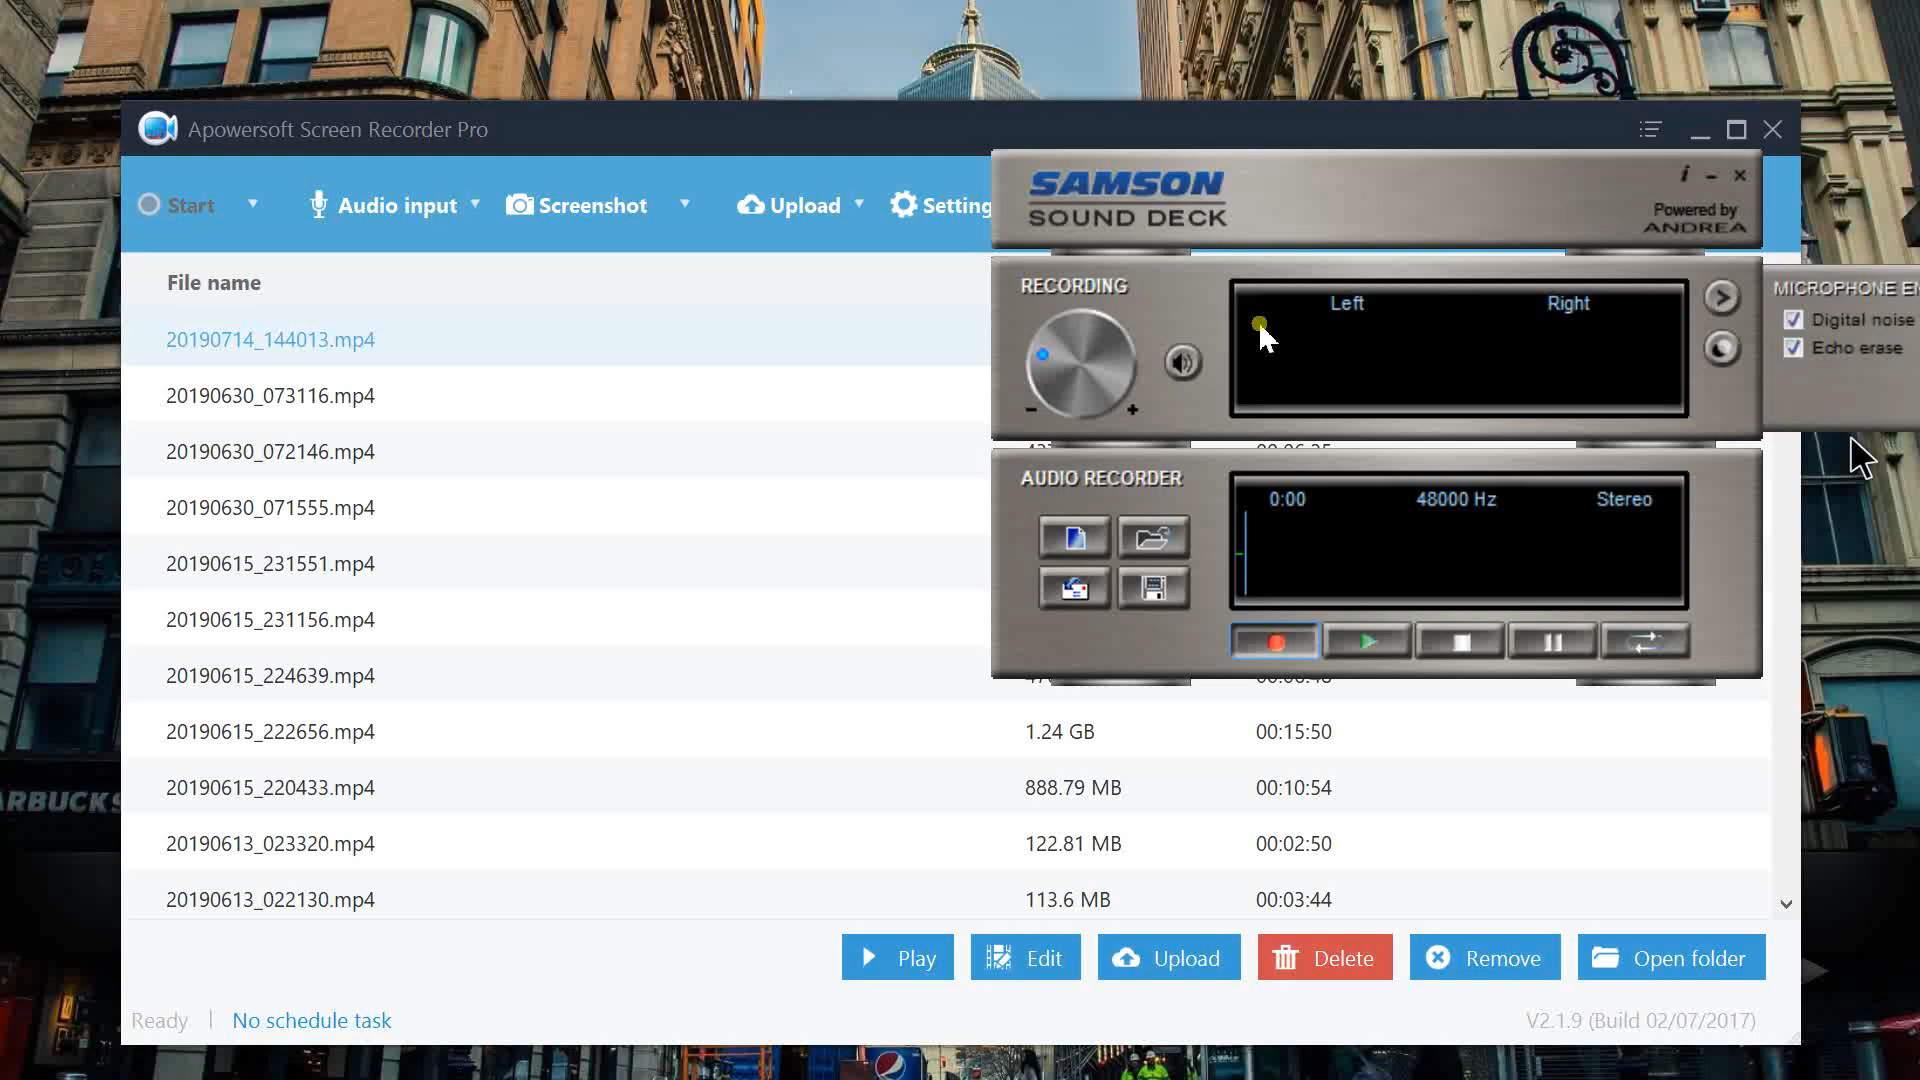 Apowersoft Screen Recorder Pro
Start
Audio input
Screenshot
Upload
SAMSON
SOUND DECK
i
Powered by
ANDREA
File name
RECORDING
Left
Right
Digital noise
Echo erase
MICROPHONE
20190714_144013.mp4
20190630_073116.mp4
20190630_072146.mp4
20190630_071555.mp4
AUDIO RECORDER
0:00
48000 Hz
Stereo
20190615_231551.mp4
20190615_231156.mp4
20190615_224639.mp4
20190615_222656.mp4 1.24 GB 00:15:50
20190615_220433.mp4 888.79 MB 00:10:54
20190613_023320.mp4 122.81 MB 00:02:50
20190613_022130.mp4 113.6 MB 00:03:44
Play
Edit
Upload
Delete
Remove
Open folder
Ready
No schedule task
V2.1.9 (Build 02/07/2017)
pepsi